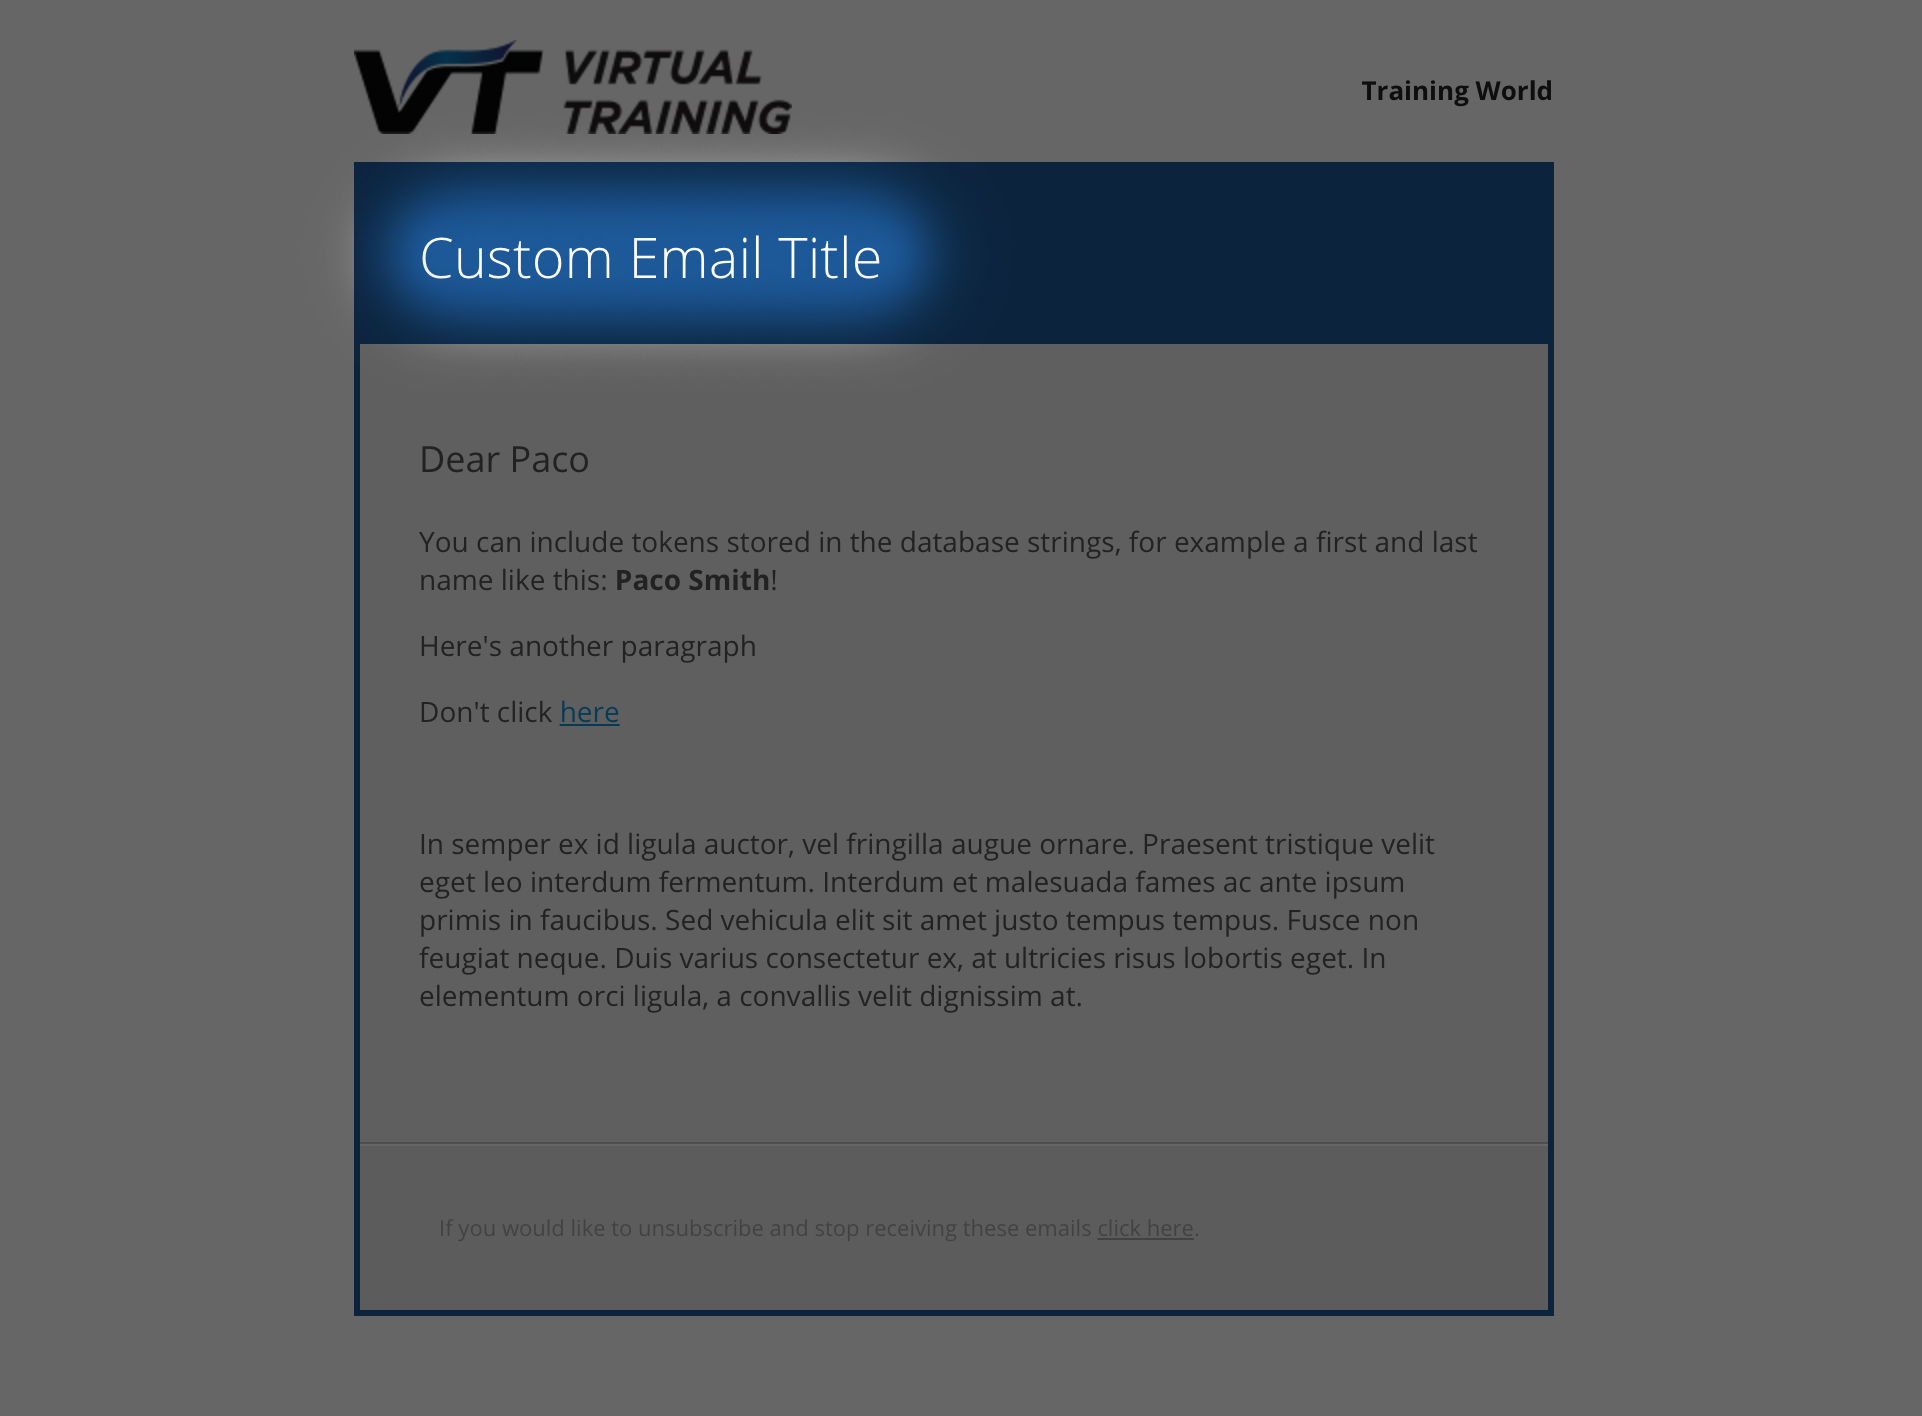 VT VIRTUAL
TRAINING
Training World
Custom Email Title
Dear Paco
You can include tokens stored in the database strings, for example a first and last
name like this: Paco Smith!
Here's another paragraph
Don't click here
In semper ex id ligula auctor, vel fringilla augue ornare. Praesent tristique velit
eget leo interdum fermentum. Interdum et malesuada fames ac ante ipsum
primis in faucibus. Sed vehicula elit sit amet justo tempus tempus. Fusce non
feugiat neque. Duis varius consectetur ex, at ultricies risus lobortis eget. In
elementum orci ligula, a convallis velit dignissim at.
If you would like to unsubscribe and stop receiving these emails click here.